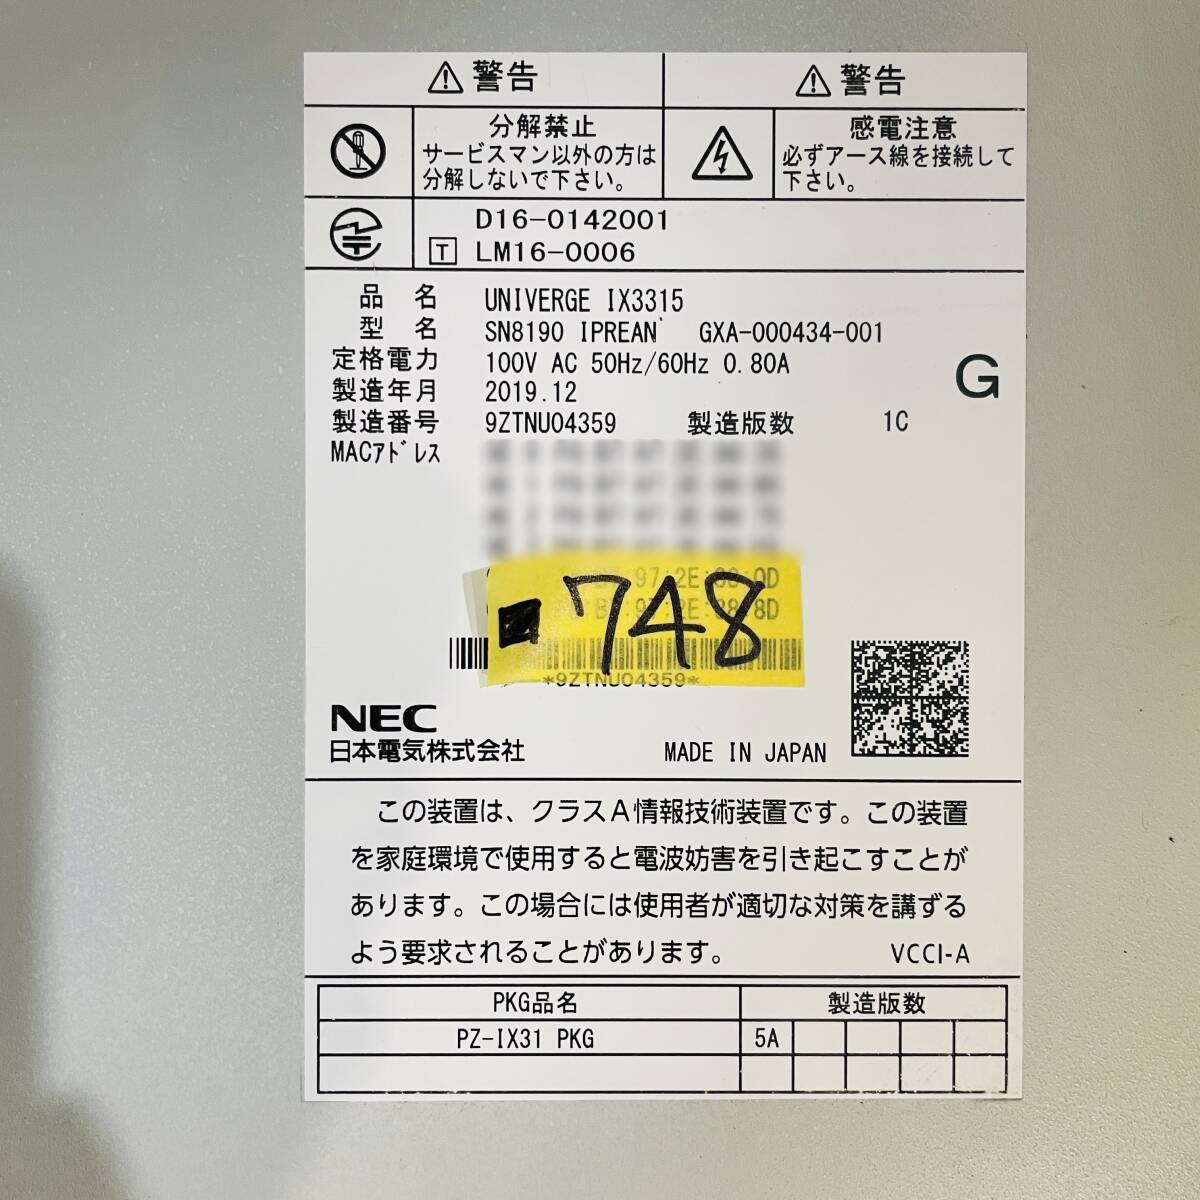 警告
警告
分解禁止
サービスマン以外の方は
分解しないで下さい。
感電注意
必ずアース線を接続して
下さい。
D16-0142001
T LM16-0006
品 名 UNIVERGE IX3315
型 名 SN8190 IPREAN GXA-000434-001
定格電力 100V AC 50Hz/60Hz 0.80A
G
製造年月 2019.12
製造番号 9ZTNU04359 製造版数 1C
MACアドレス
748
*9ZTNU04359*
NEC
日本電気株式会社 MADE IN JAPAN
この装置は、クラスA情報技術装置です。この装置
を家庭環境で使用すると電波妨害を引き起こすことが
あります。この場合には使用者が適切な対策を講ずる
よう要求されることがあります。 VCCI-A
PKG品名 製造版数
PZ-IX31 PKG 5A